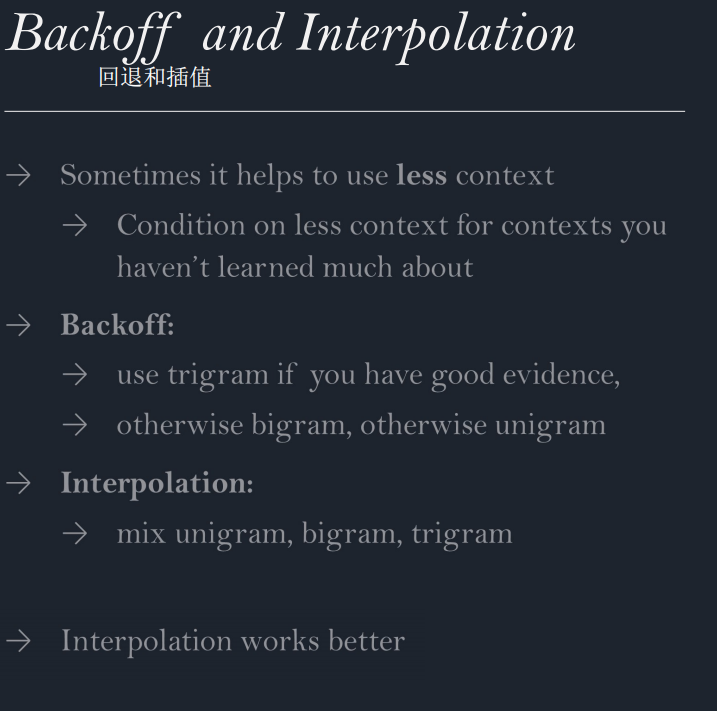 Backoff and Interpolation
回退和插值
→ Sometimes it helps to use less context
→ Condition on less context for contexts you
haven't learned much about
→ Backoff:
→ use trigram if you have good evidence,
→ otherwise bigram, otherwise unigram
→ Interpolation:
→ mix unigram, bigram, trigram
→ Interpolation works better